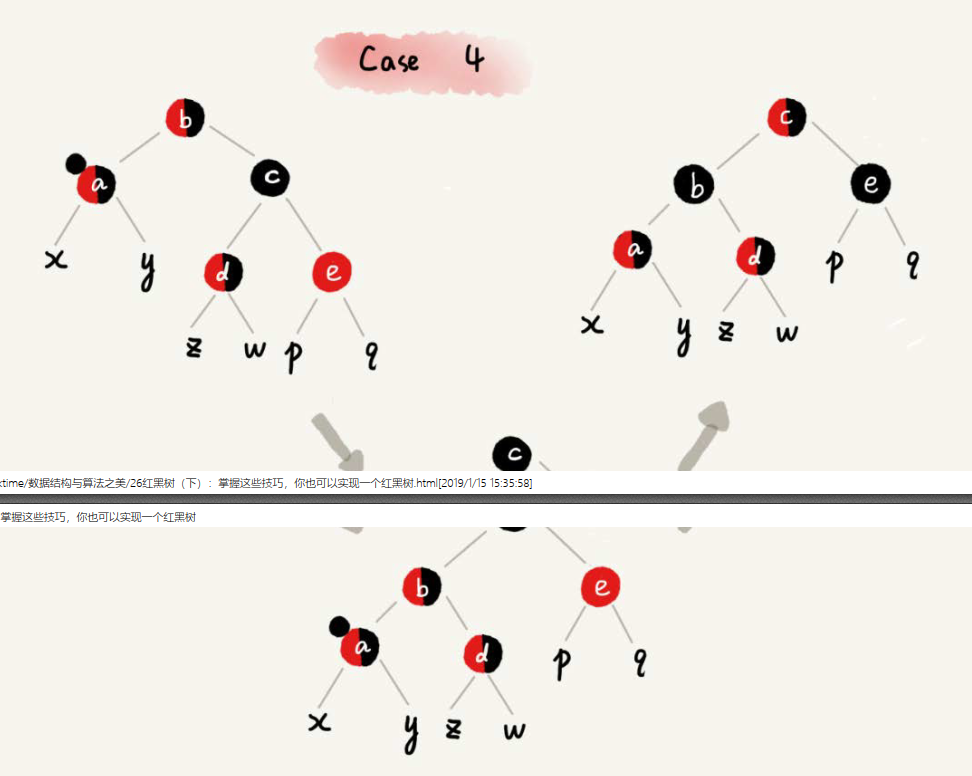 Case 4
b
a c
x y d e
z w p q
c
b e
a d p q
x y z w
c
ktime/数据结构与算法之美/26红黑树（下）：掌握这些技巧，你也可以实现一个红黑树.html[2019/1/15 15:35:58]
掌握这些技巧，你也可以实现一个红黑树
b e
a d p q
x y z w